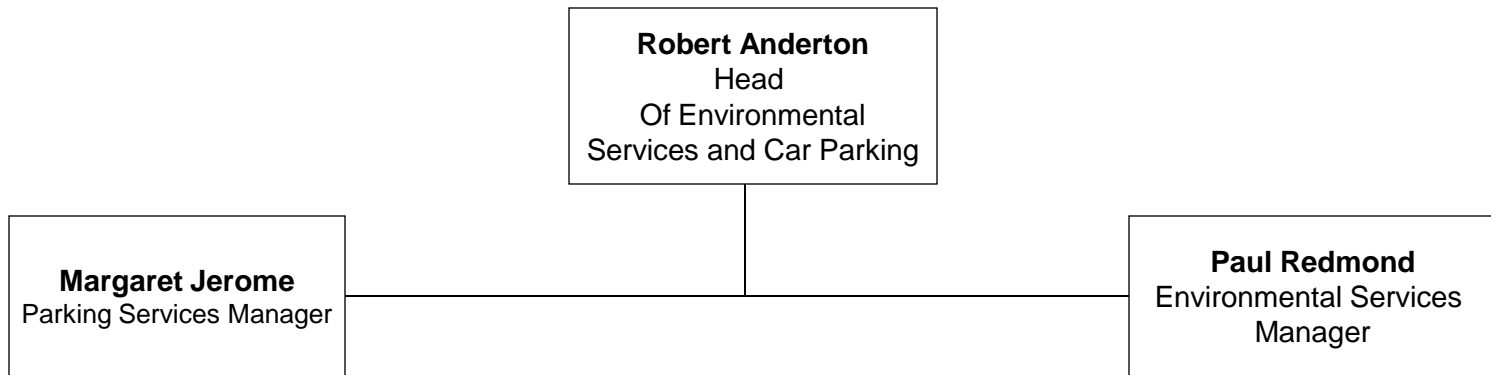 Robert Anderton
Head
Of Environmental
Services and Car Parking
Margaret Jerome
Parking Services Manager
Paul Redmond
Environmental Services
Manager